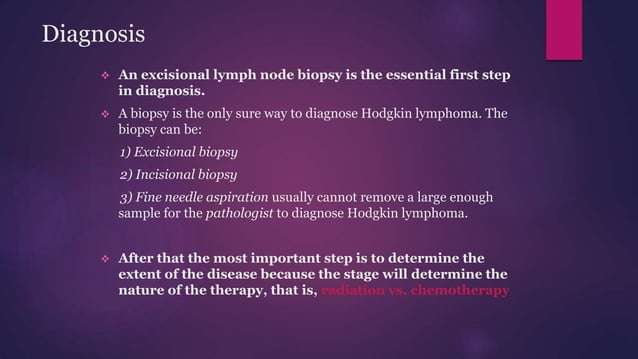 Diagnosis
An excisional lymph node biopsy is the essential first step
in diagnosis.
A biopsy is the only sure way to diagnose Hodgkin lymphoma. The
biopsy can be:
1) Excisional biopsy
2) Incisional biopsy
3) Fine needle aspiration usually cannot remove a large enough
sample for the pathologist to diagnose Hodgkin lymphoma.
After that the most important step is to determine the
extent of the disease because the stage will determine the
nature of the therapy, that is, radiation vs. chemotherapy